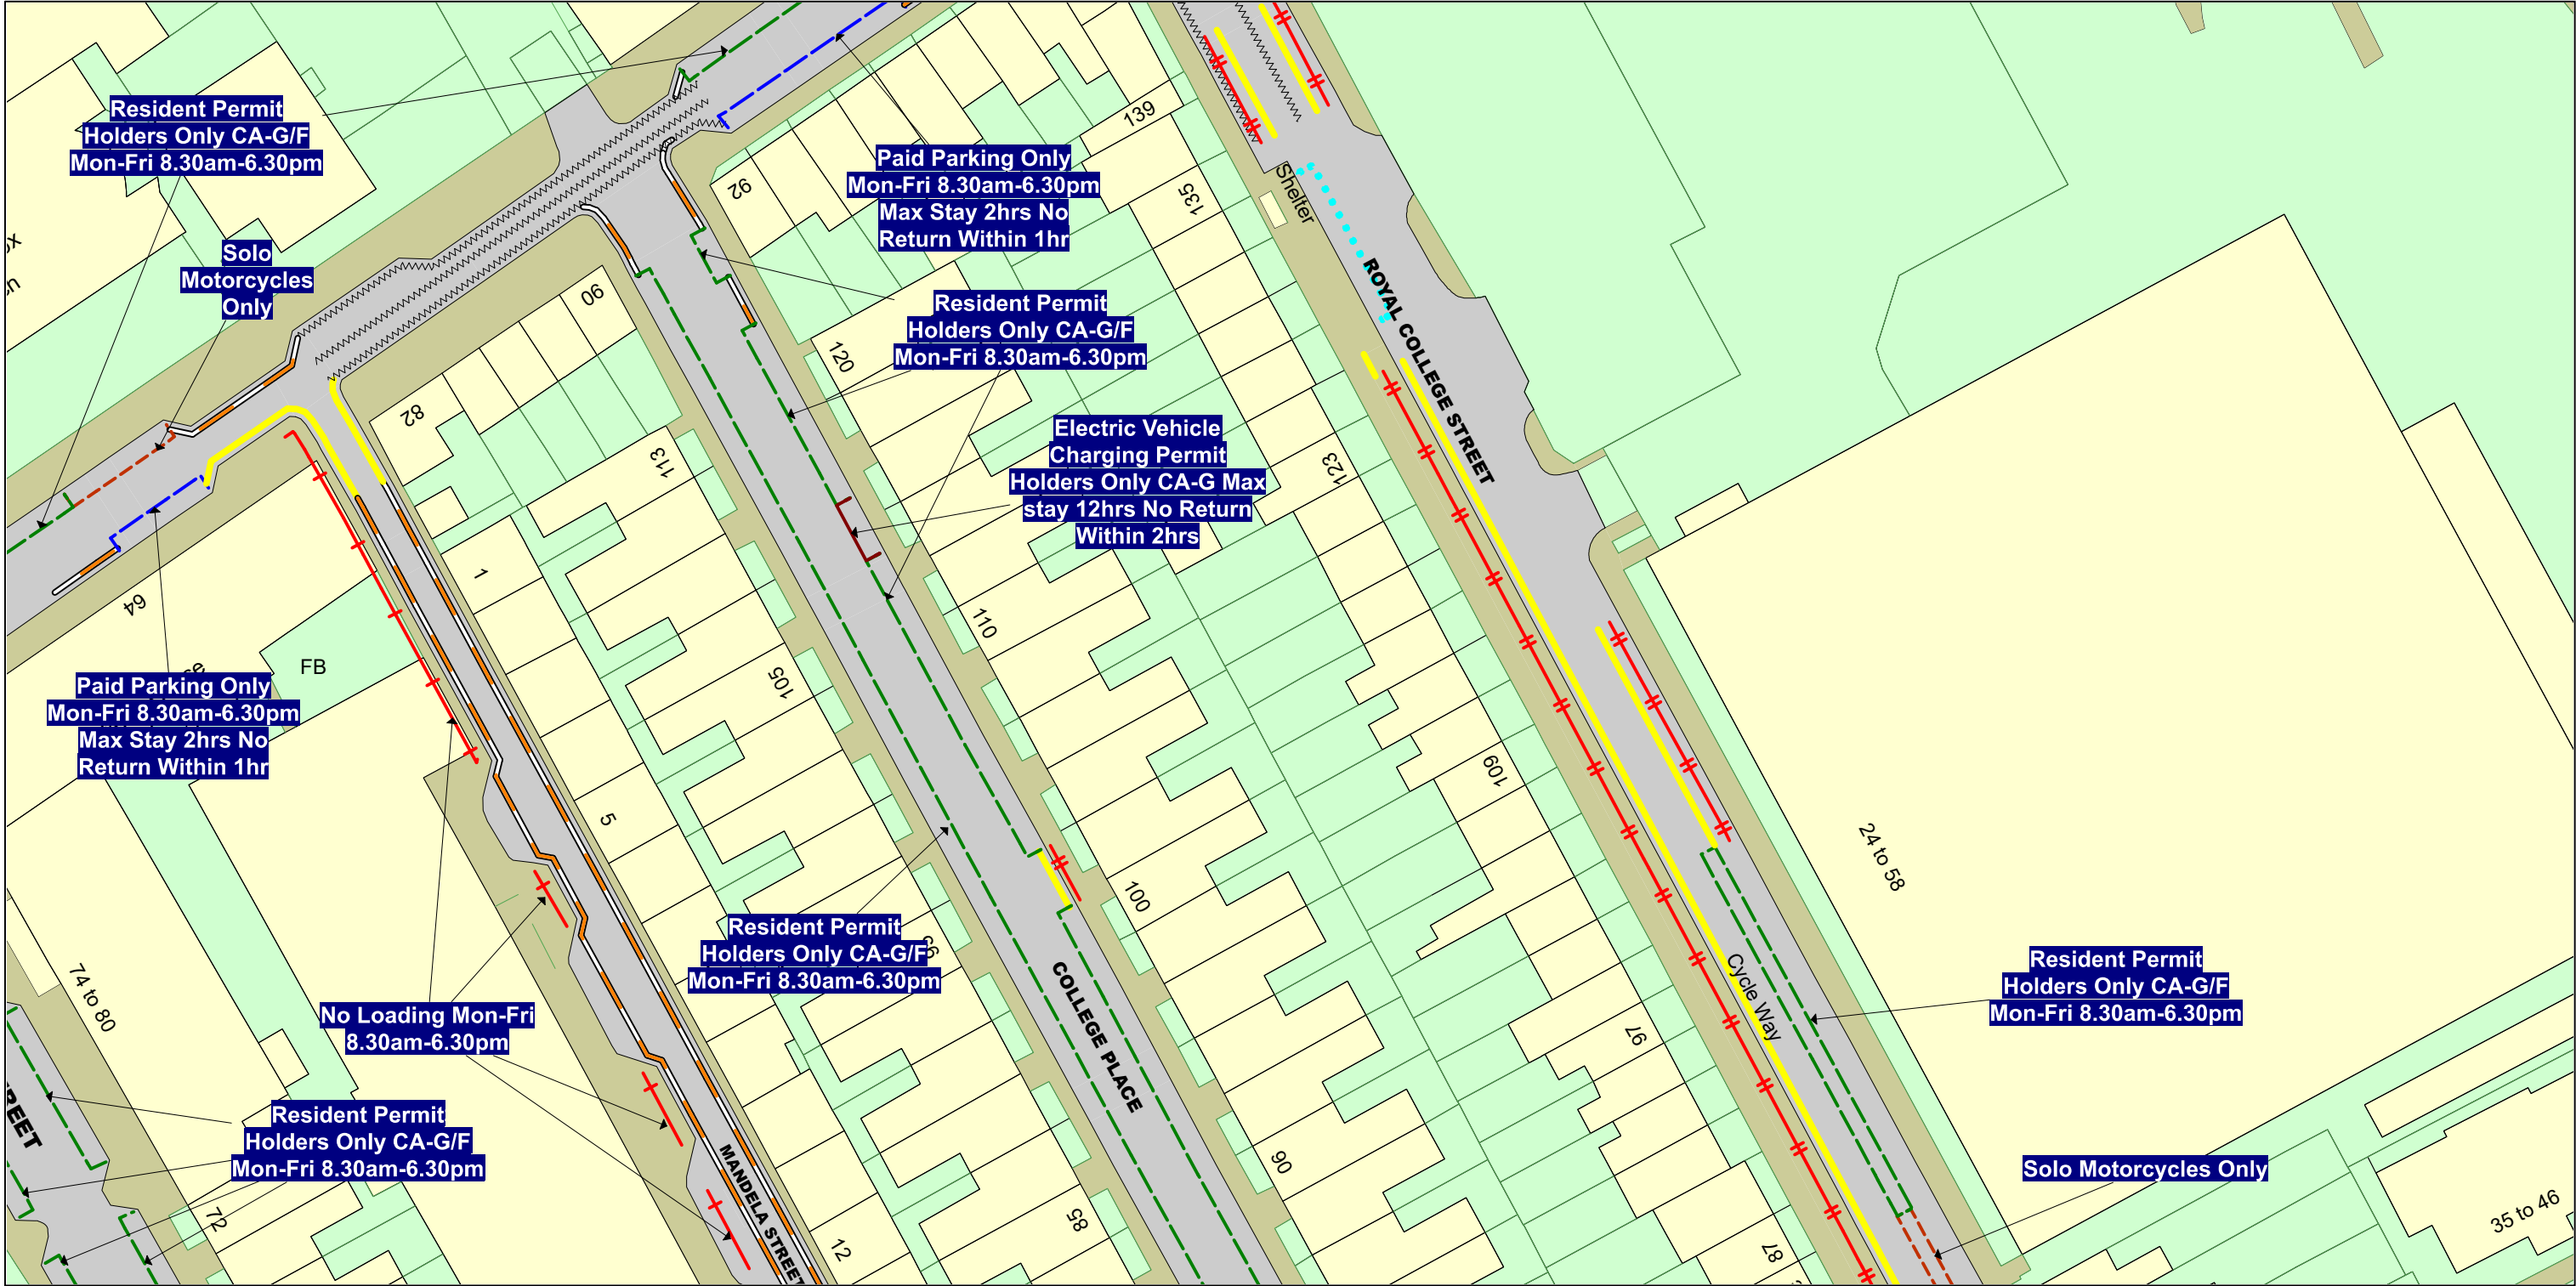 Resident Permit
Holders Only CA-G/F
Mon-Fri 8.30am-6.30pm
Solo
Motorcycles
Only
Paid Parking Only
Mon-Fri 8.30am-6.30pm
Max Stay 2hrs No
Return Within 1hr
Resident Permit
Holders Only CA-G/F
Mon-Fri 8.30am-6.30pm
Electric Vehicle
Charging Permit
Holders Only CA-G Max
stay 12hrs No Return
Within 2hrs
Paid Parking Only
Mon-Fri 8.30am-6.30pm
Max Stay 2hrs No
Return Within 1hr
Resident Permit
Holders Only CA-G/F
Mon-Fri 8.30am-6.30pm
No Loading Mon-Fri
8.30am-6.30pm
Resident Permit
Holders Only CA-G/F
Mon-Fri 8.30am-6.30pm
Resident Permit
Holders Only CA-G/F
Mon-Fri 8.30am-6.30pm
Solo Motorcycles Only
ROYAL COLLEGE STREET
COLLEGE PLACE
MANDELA STREET
REET
Shelter
Cycle Way
FB
139
135
123
109
97
87
92
90
82
120
113
110
105
100
99
90
85
1
5
12
64
72
74 to 80
24 to 58
35 to 46